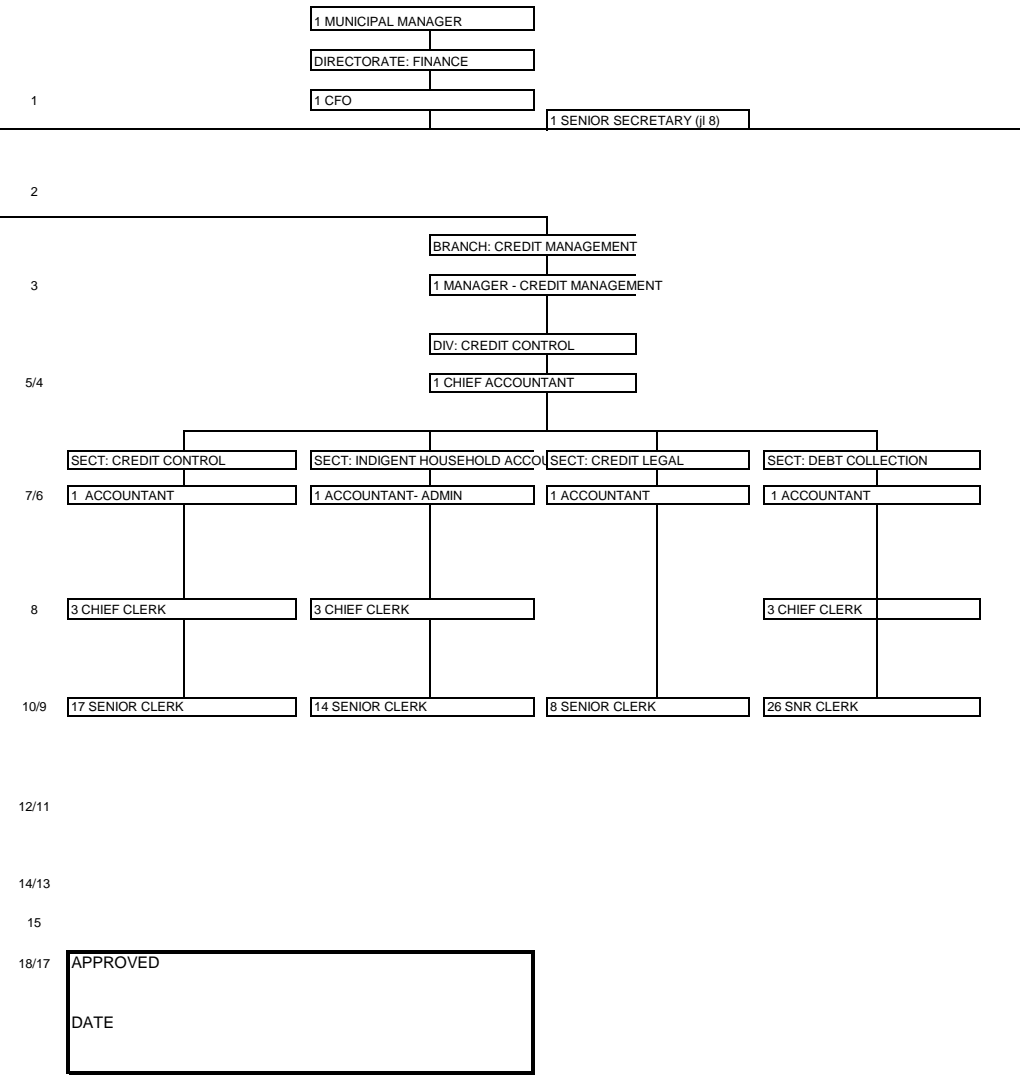 1 MUNICIPAL MANAGER
DIRECTORATE: FINANCE
1 1 CFO
1 SENIOR SECRETARY (jl 8)
2
BRANCH: CREDIT MANAGEMENT
3 1 MANAGER - CREDIT MANAGEMENT
DIV: CREDIT CONTROL
5/4 1 CHIEF ACCOUNTANT
SECT: CREDIT CONTROL SECT: INDIGENT HOUSEHOLD ACCOU SECT: CREDIT LEGAL SECT: DEBT COLLECTION
7/6 1 ACCOUNTANT 1 ACCOUNTANT- ADMIN 1 ACCOUNTANT 1 ACCOUNTANT
8 3 CHIEF CLERK 3 CHIEF CLERK 3 CHIEF CLERK
10/9 17 SENIOR CLERK 14 SENIOR CLERK 8 SENIOR CLERK 26 SNR CLERK
12/11
14/13
15
18/17 APPROVED
DATE